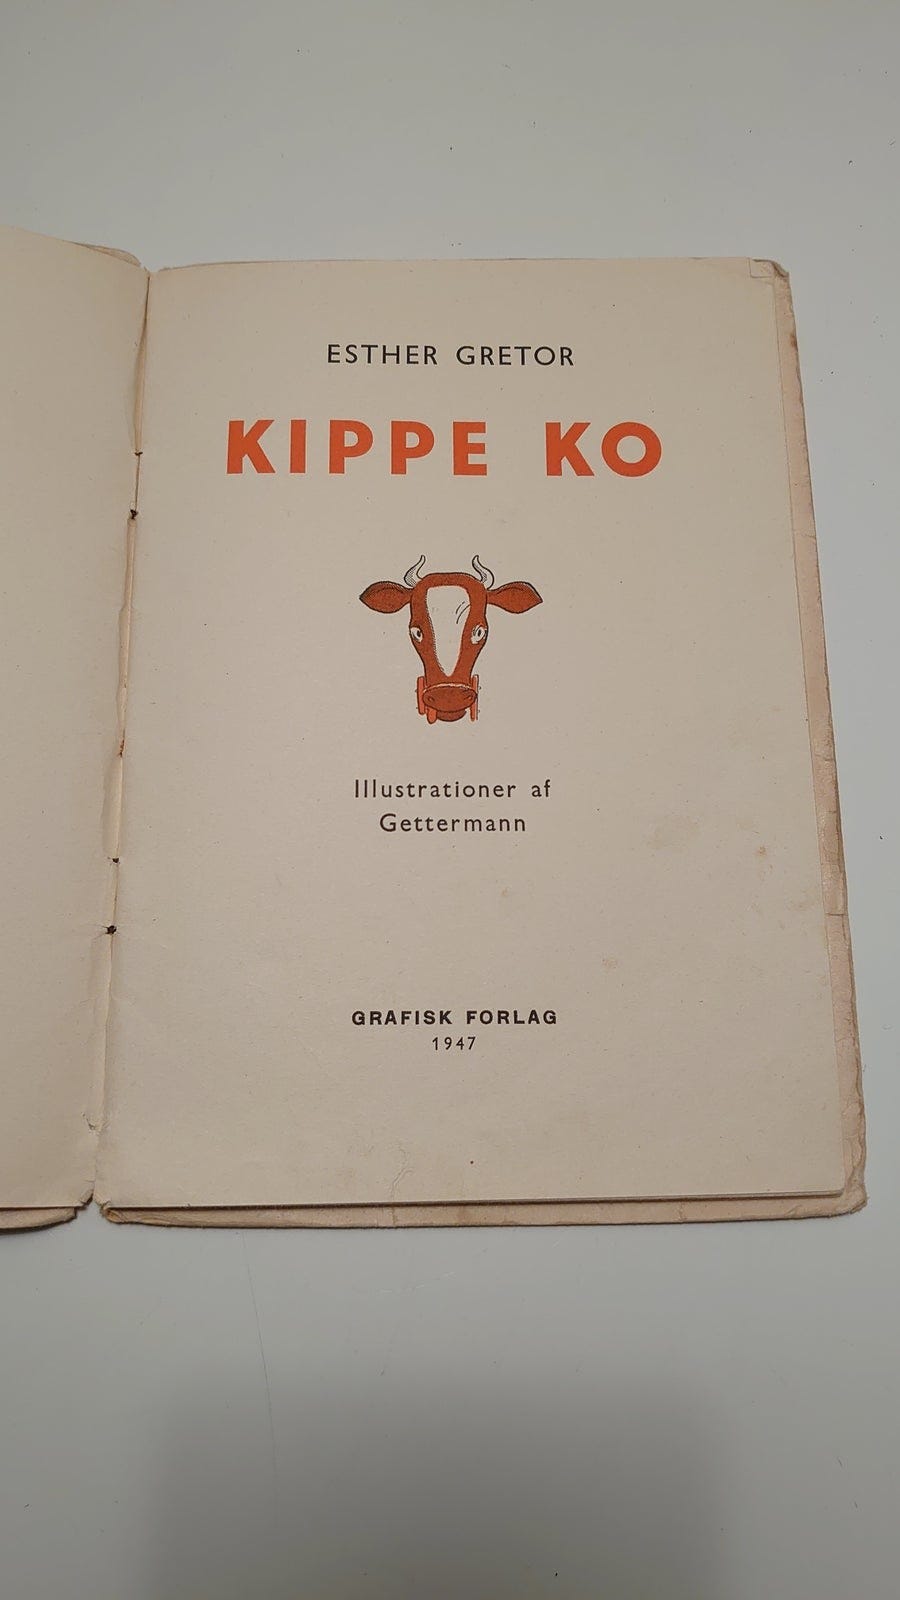 ESTHER GRETOR
KIPPE KO
Illustrationer af
Gettermann
GRAFISK FORLAG
1947